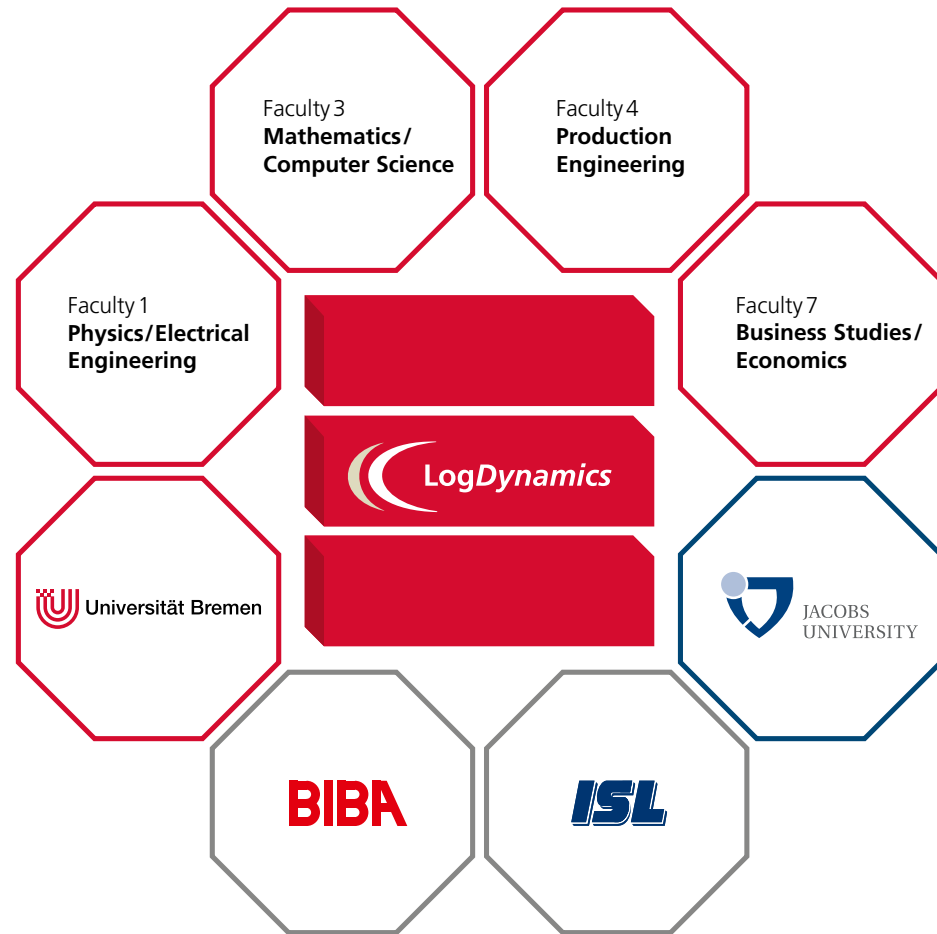 Faculty 3
Mathematics/
Computer Science
Faculty 4
Production
Engineering
Faculty 1
Physics/Electrical
Engineering
Faculty 7
Business Studies/
Economics
LogDynamics
Universität Bremen
JACOBS
UNIVERSITY
BIBA
ISL